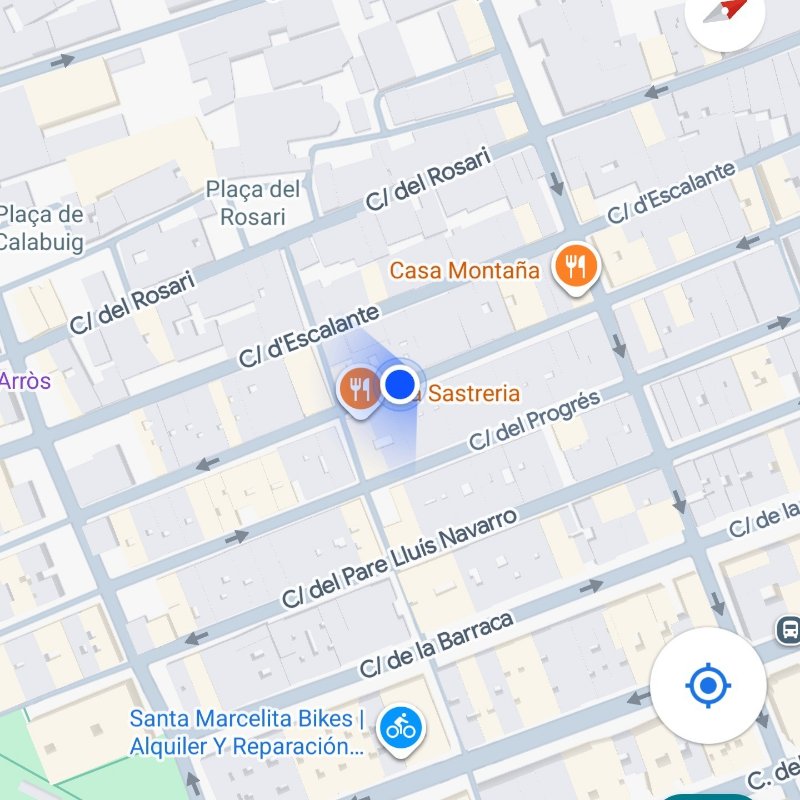 C/ del Rosari
Plaça del
Rosari
C/ d'Escalante
Plaça de
Calabuig
Casa Montaña
C/ del Rosari
C/ d'Escalante
Arròs
Sastreria
C/ del Progrés
C/ del Pare Lluís Navarro
C/ de la
C/ de la Barraca
Santa Marcelita Bikes |
Alquiler Y Reparación...
C. de